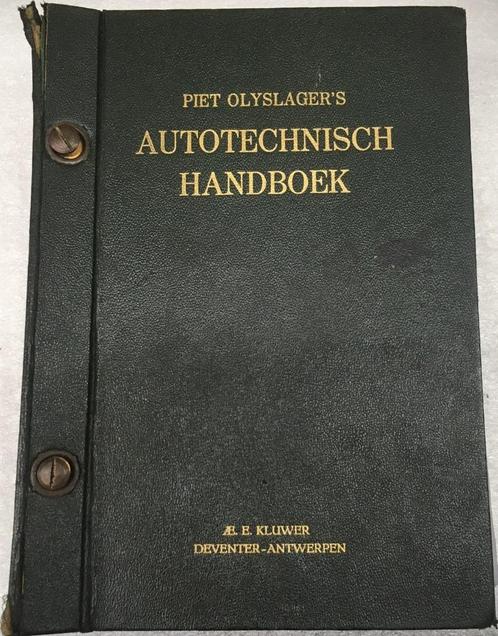 PIET OLYSLAGER'S
AUTOTECHNISCH
HANDBOEK
Æ. E. KLUWER
DEVENTER-ANTWERPEN